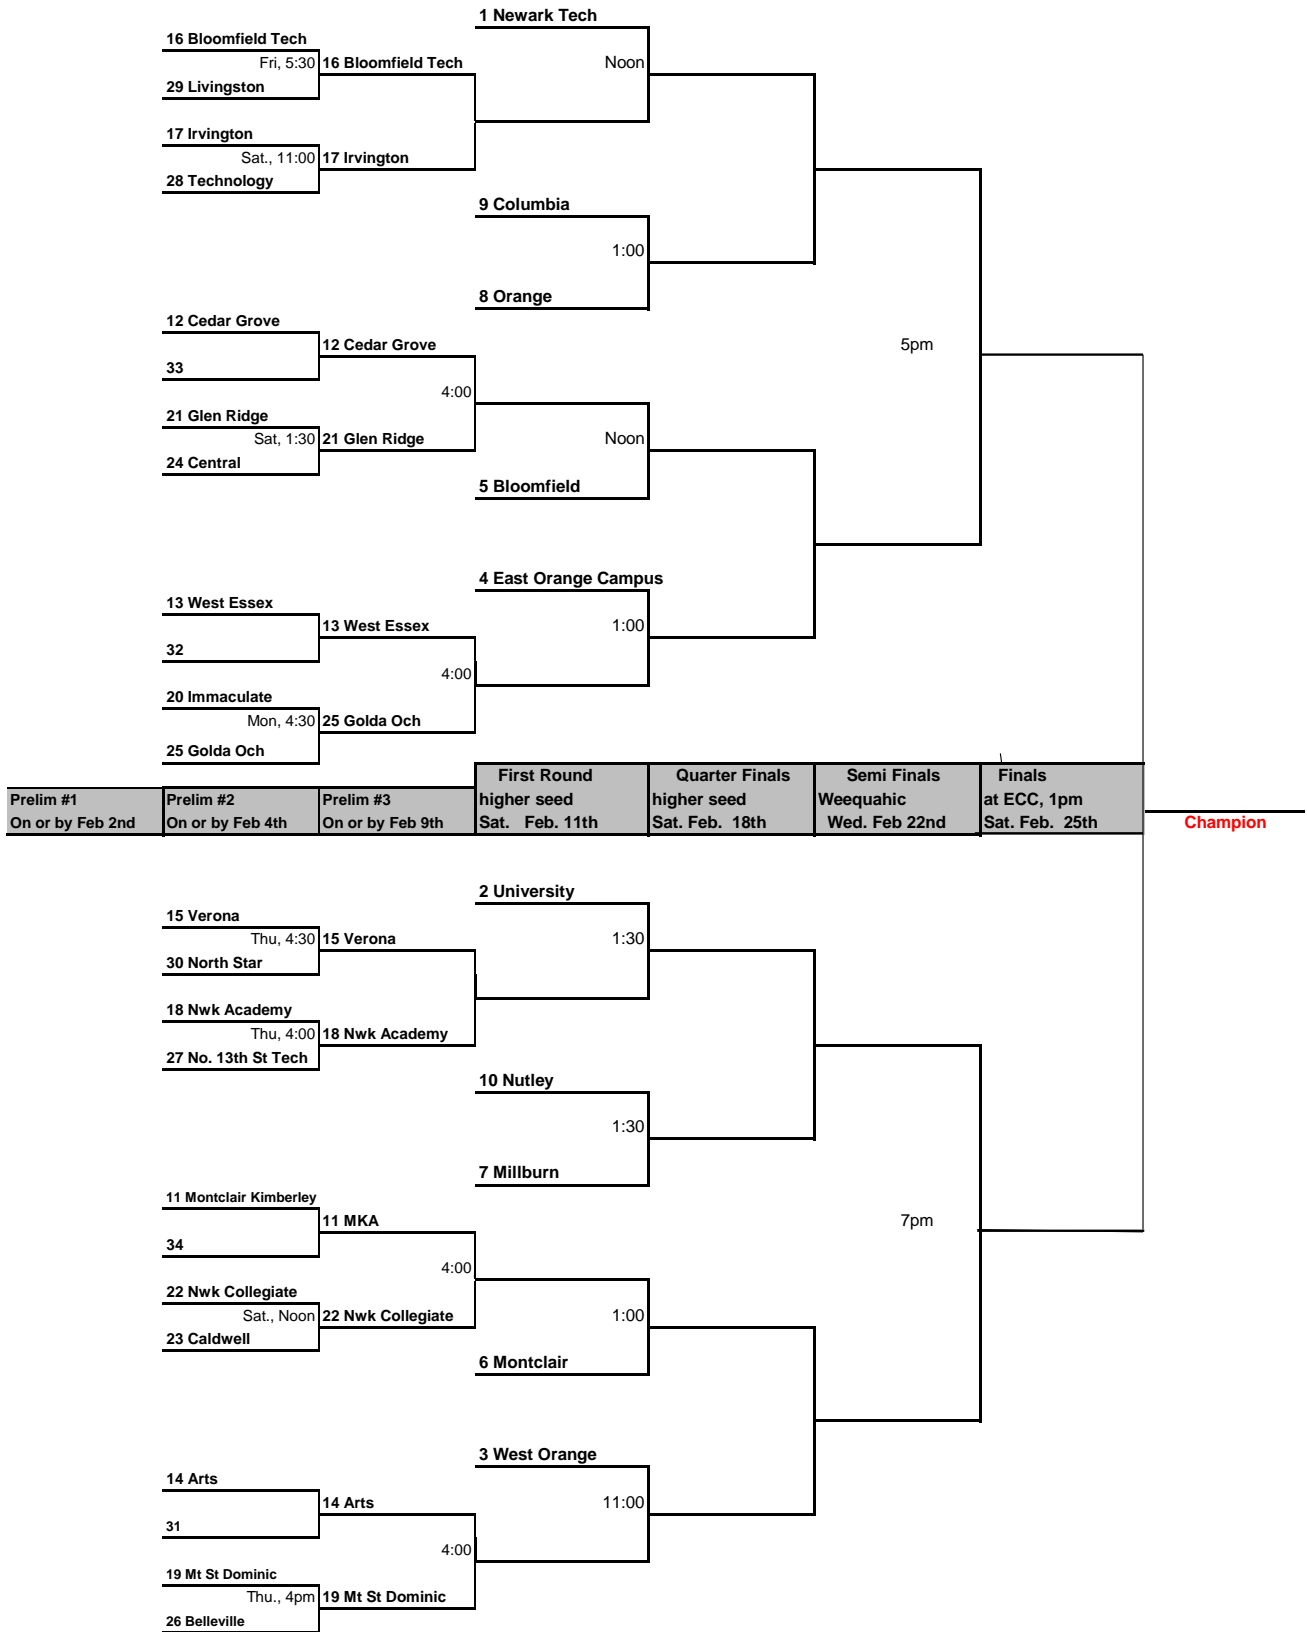 1 Newark Tech
16 Bloomfield Tech
Fri, 5:30 16 Bloomfield Tech Noon
29 Livingston
17 Irvington
Sat., 11:00 17 Irvington
28 Technology
9 Columbia
1:00
8 Orange
12 Cedar Grove
12 Cedar Grove 5pm
33
4:00
21 Glen Ridge
Sat, 1:30 21 Glen Ridge Noon
24 Central
5 Bloomfield
4 East Orange Campus
13 West Essex
13 West Essex 1:00
32
4:00
20 Immaculate
Mon, 4:30 25 Golda Och
25 Golda Och
First Round Quarter Finals Semi Finals Finals
Prelim #1 Prelim #2 Prelim #3 higher seed higher seed Weequahic at ECC, 1pm
On or by Feb 2nd On or by Feb 4th On or by Feb 9th Sat. Feb. 11th Sat. Feb. 18th Wed. Feb 22nd Sat. Feb. 25th Champion
2 University
15 Verona
Thu, 4:30 15 Verona 1:30
30 North Star
18 Nwk Academy
Thu, 4:00 18 Nwk Academy
27 No. 13th St Tech
10 Nutley
1:30
7 Millburn
11 Montclair Kimberley
11 MKA 7pm
34
4:00
22 Nwk Collegiate
Sat., Noon 22 Nwk Collegiate 1:00
23 Caldwell
6 Montclair
3 West Orange
14 Arts
14 Arts 11:00
31
4:00
19 Mt St Dominic
Thu., 4pm 19 Mt St Dominic
26 Belleville